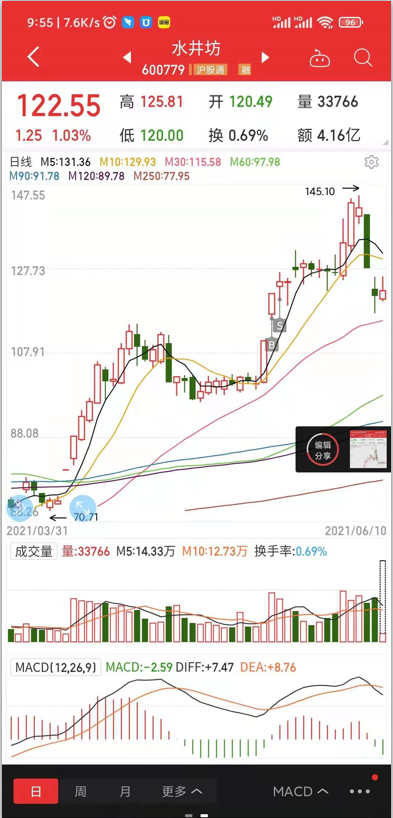 9:55 | 7.6K/s HD HD 96
水井坊
600779 沪股通 融
122.55 高 125.81 开 120.49 量 33766
1.25 1.03% 低 120.00 换 0.69% 额 4.16亿
日线 M5:131.36 M10:129.93 M30:115.58 M60:97.98
M90:91.78 M120:89.78 M250:77.95
147.55
145.10
127.73
S
B
107.91
88.08
编辑
分享
68.26
70.71
2021/03/31 2021/06/10
成交量 量:33766 M5:14.33万 M10:12.73万 换手率:0.69%
MACD(12,26,9) MACD:-2.59 DIFF:+7.47 DEA:+8.76
日 周 月 更多 MACD